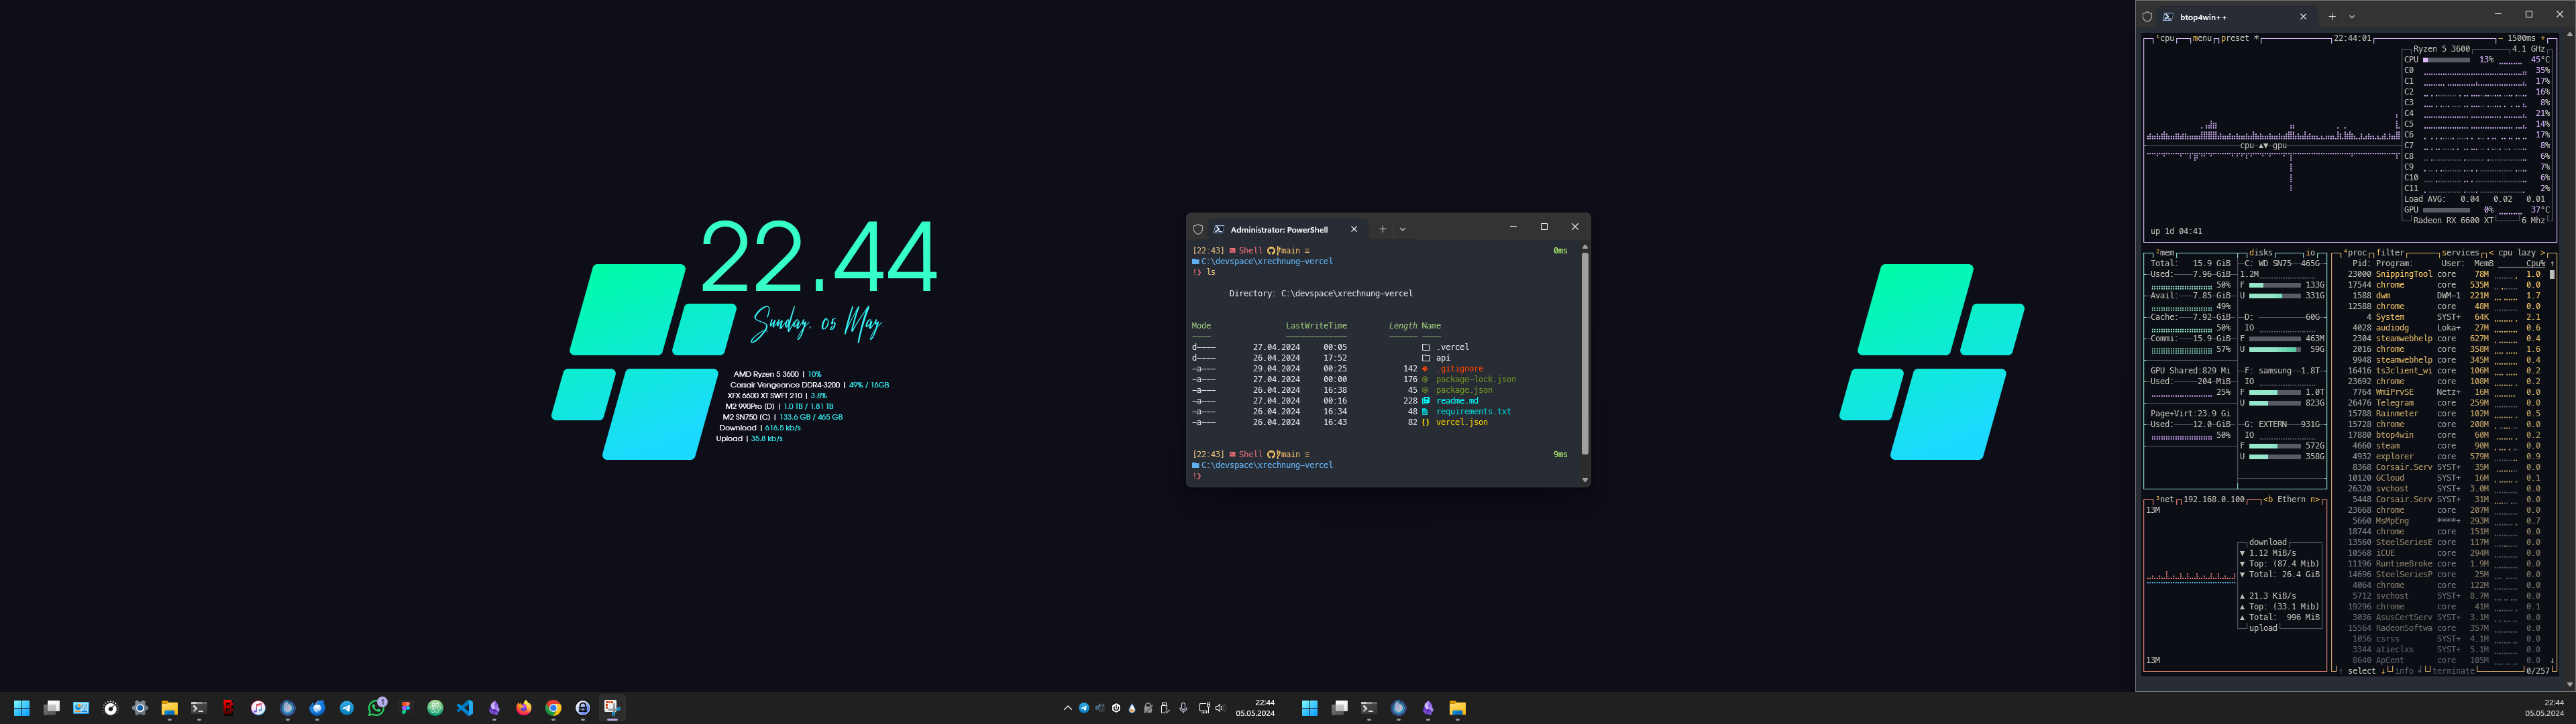 22.44
Sunday, 05 May.
AMD Ryzen 5 3600 | 10%
Corsair Vengeance DDR4-3200 | 49% / 16GB
XFX 6600 XT SWFT 210 | 3.8%
M2 990Pro (D) | 1.0 TB / 1.81 TB
M2 SN750 (C) | 133.6 GB / 465 GB
Download | 616.5 kb/s
Upload | 35.8 kb/s
Administrator: PowerShell
[22:43] Shell main ≡ 0ms
C:\devspace\xrechnung-vercel
!❯ ls
Directory: C:\devspace\xrechnung-vercel
Mode LastWriteTime Length Name
---- ------------- ------ ----
d---- 27.04.2024 00:05 .vercel
d---- 26.04.2024 17:52 api
-a--- 29.04.2024 00:25 142 .gitignore
-a--- 27.04.2024 00:00 176 package-lock.json
-a--- 26.04.2024 16:38 45 package.json
-a--- 27.04.2024 00:16 228 readme.md
-a--- 26.04.2024 16:34 48 requirements.txt
-a--- 26.04.2024 16:43 82 vercel.json
[22:43] Shell main ≡ 9ms
C:\devspace\xrechnung-vercel
!❯
btop4win++
¹cpu menu preset * 22:44:01 - 1500ms +
Ryzen 5 3600 4.1 GHz
CPU 13% 45°C
C0 35%
C1 17%
C2 16%
C3 8%
C4 21%
C5 14%
C6 17%
C7 8%
C8 6%
C9 7%
C10 6%
C11 2%
Load AVG: 0.04 0.02 0.01
GPU 0% 37°C
Radeon RX 6600 XT 6 Mhz
cpu ▲▼ gpu
up 1d 04:41
²mem
Total: 15.9 GiB
Used: 7.96 GiB
50%
Avail: 7.85 GiB
49%
Cache: 7.92 GiB
50%
Commi: 15.9 GiB
57%
GPU Shared:829 Mi
Used: 204 MiB
25%
Page+Virt:23.9 Gi
Used: 12.0 GiB
50%
disks io
C: WD SN75 465G
1.2M
F 133G
U 331G
D: 60G
IO
F 463M
U 59G
F: samsung 1.8T
IO
F 1.0T
U 823G
G: EXTERN 931G
IO
F 572G
U 358G
³net 192.168.0.100 <b Ethern n>
13M
download
▼ 1.12 MiB/s
▼ Top: (87.4 Mib)
▼ Total: 26.4 GiB
▲ 21.3 KiB/s
▲ Top: (33.1 Mib)
▲ Total: 996 MiB
upload
13M
⁴proc filter services < cpu lazy >
Pid: Program: User: MemB Cpu% ↑
23000 SnippingTool core 78M 1.0
17544 chrome core 535M 0.0
1588 dwm DWM-1 221M 1.7
12588 chrome core 48M 0.0
4 System SYST+ 64K 2.1
4028 audiodg Loka+ 27M 0.6
2304 steamwebhelp core 627M 0.4
2016 chrome core 358M 1.6
9948 steamwebhelp core 345M 0.4
16416 ts3client_wi core 106M 0.2
23692 chrome core 108M 0.2
7764 WmiPrvSE Netz+ 16M 0.0
26476 Telegram core 259M 0.0
15788 Rainmeter core 102M 0.5
15728 chrome core 208M 0.0
17880 btop4win core 60M 0.2
4660 steam core 90M 0.0
4932 explorer core 579M 0.9
8368 Corsair.Serv SYST+ 35M 0.0
10120 GCloud SYST+ 16M 0.1
26320 svchost SYST+ 3.0M 0.0
5448 Corsair.Serv SYST+ 31M 0.0
23668 chrome core 207M 0.0
5660 MsMpEng ****+ 293M 0.7
18744 chrome core 151M 0.0
13560 SteelSeriesE core 117M 0.0
10568 iCUE core 294M 0.0
11196 RuntimeBroke core 1.9M 0.0
14696 SteelSeriesP core 25M 0.0
4064 chrome core 122M 0.0
5712 svchost SYST+ 8.7M 0.0
19296 chrome core 41M 0.1
3036 AsusCertServ SYST+ 3.1M 0.0
15564 RadeonSoftwa core 357M 0.0
1056 csrss SYST+ 4.1M 0.0
3344 atieclxx SYST+ 5.1M 0.0
8640 ApCent core 105M 0.0 ↓
↑ select ↓ info ↲ terminate 0/257
1
22:44
05.05.2024
22:44
05.05.2024